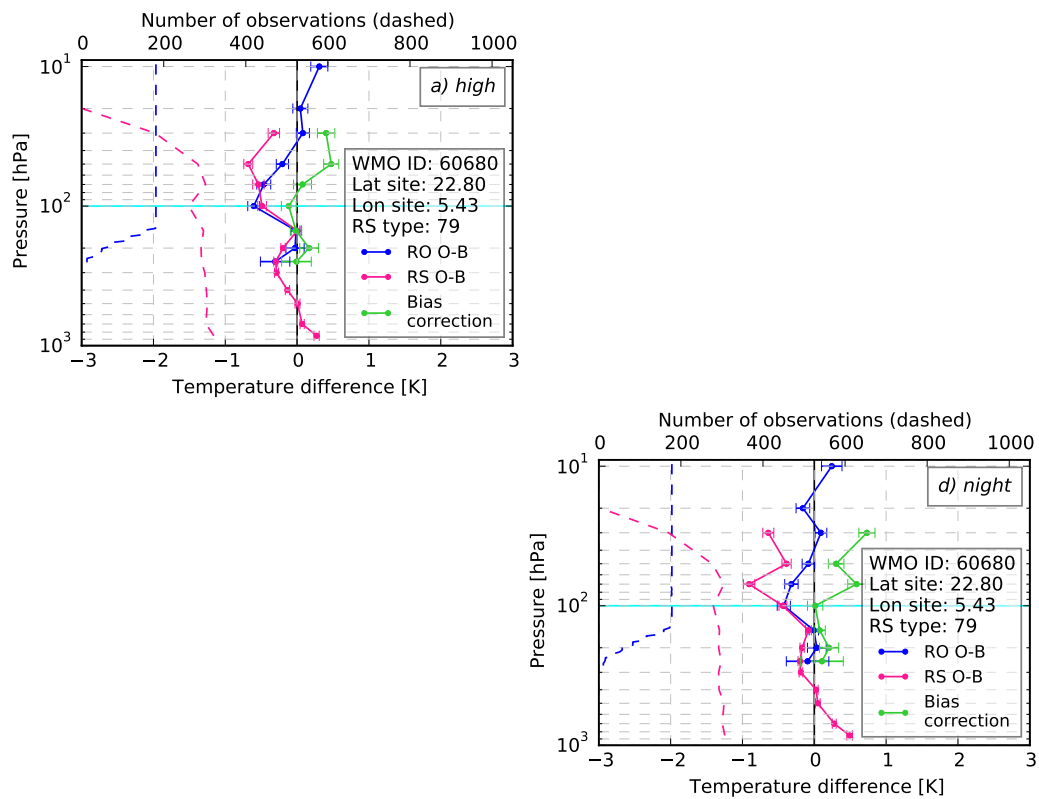 Number of observations (dashed)
0 200 400 600 800 1000
10¹
a) high
WMO ID: 60680
Lat site: 22.80
10²
Lon site: 5.43
RS type: 79
Pressure [hPa]
RO O-B
RS O-B
Bias
correction
10³
−3 −2 −1 0 1 2 3
Temperature difference [K]
Number of observations (dashed)
0 200 400 600 800 1000
10¹
d) night
WMO ID: 60680
Lat site: 22.80
10²
Lon site: 5.43
RS type: 79
Pressure [hPa]
RO O-B
RS O-B
Bias
correction
10³
−3 −2 −1 0 1 2 3
Temperature difference [K]